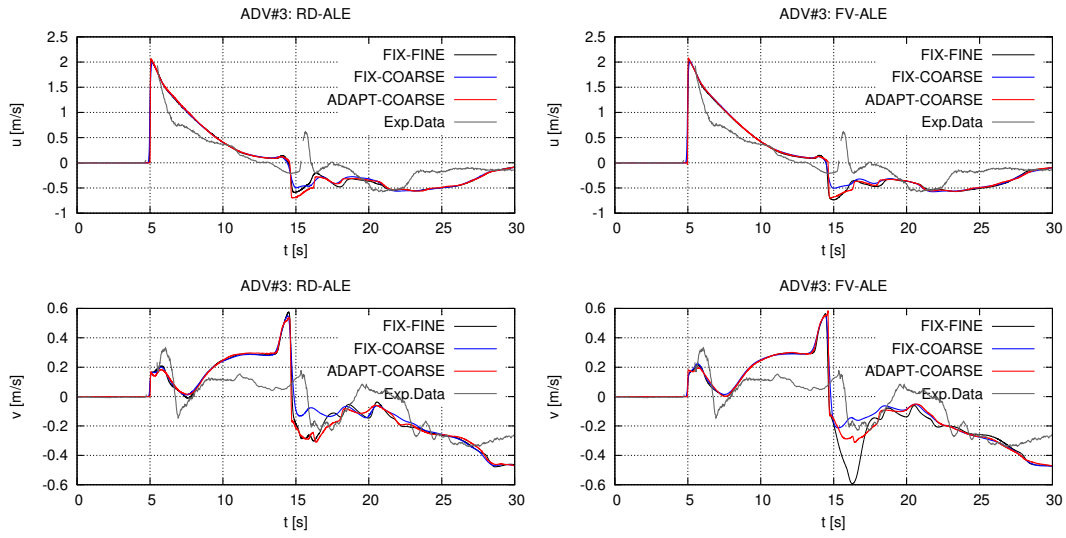 ADV#3: RD-ALE
2.5
2
1.5
1
0.5
0
-0.5
-1
u [m/s]
FIX-FINE
FIX-COARSE
ADAPT-COARSE
Exp.Data
0 5 10 15 20 25 30
t [s]
ADV#3: FV-ALE
2.5
2
1.5
1
0.5
0
-0.5
-1
u [m/s]
FIX-FINE
FIX-COARSE
ADAPT-COARSE
Exp.Data
0 5 10 15 20 25 30
t [s]
ADV#3: RD-ALE
0.6
0.4
0.2
0
-0.2
-0.4
-0.6
v [m/s]
FIX-FINE
FIX-COARSE
ADAPT-COARSE
Exp.Data
0 5 10 15 20 25 30
t [s]
ADV#3: FV-ALE
0.6
0.4
0.2
0
-0.2
-0.4
-0.6
v [m/s]
FIX-FINE
FIX-COARSE
ADAPT-COARSE
Exp.Data
0 5 10 15 20 25 30
t [s]